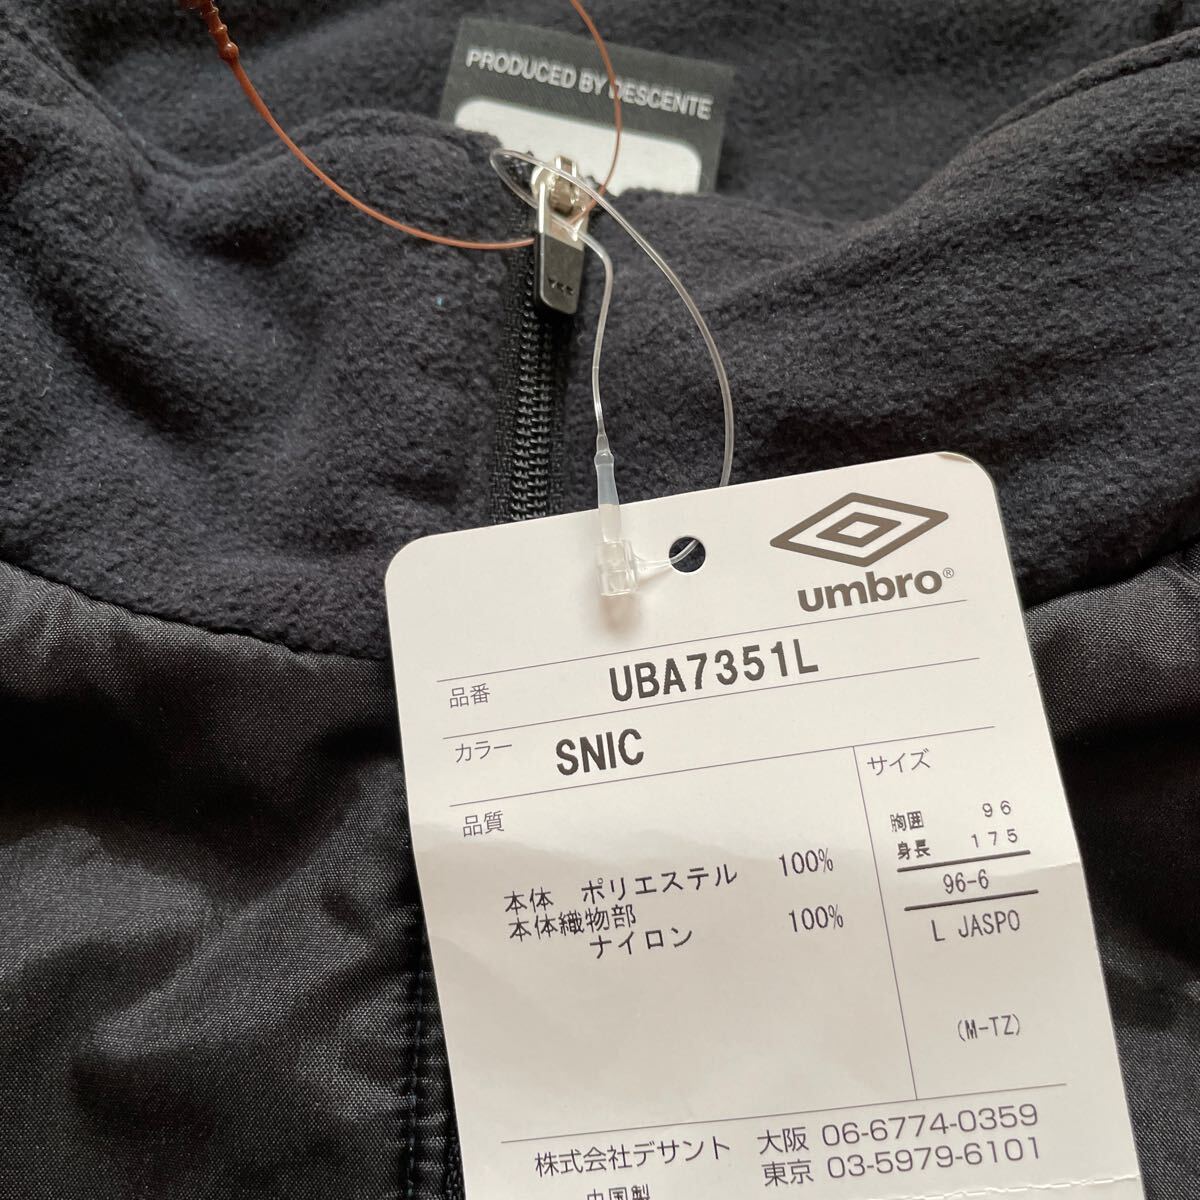 PRODUCED BY DESCENTE
umbro®
品番 UBA7351L
カラー SNIC
品質
本体 ポリエステル 100%
本体織物部
ナイロン 100%
サイズ
胸囲 96
身長 175
96-6
L JASPO
(M-TZ)
株式会社デサント 大阪 06-6774-0359
東京 03-5979-6101
中国製